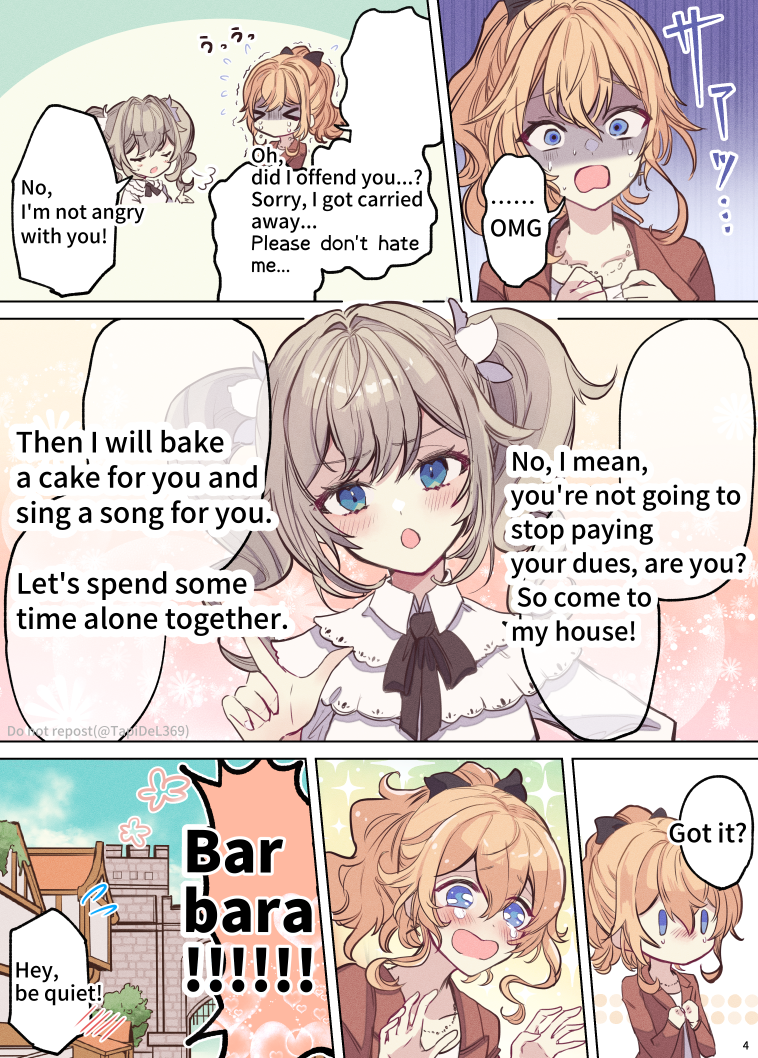 サアッ…
……
OMG
うっうっ
Oh,
did I offend you...?
Sorry, I got carried
away...
Please don't hate
me...
No,
I'm not angry
with you!
No, I mean,
you're not going to
stop paying
your dues, are you?
So come to
my house!
Then I will bake
a cake for you and
sing a song for you.
Let's spend some
time alone together.
Do not repost(@TapiDeL369)
Got it?
Bar
bara
!!!!!!
Hey,
be quiet!
4